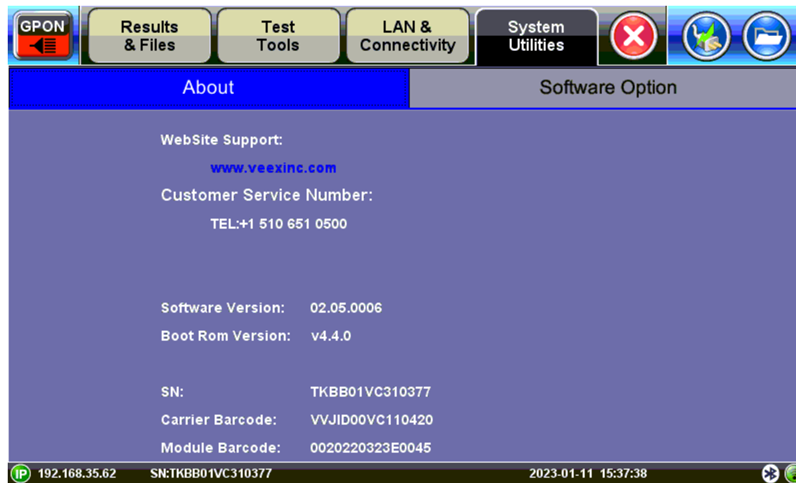 GPON
Results
& Files
Test
Tools
LAN &
Connectivity
System
Utilities
About
Software Option
WebSite Support:
www.veexinc.com
Customer Service Number:
TEL:+1 510 651 0500
Software Version: 02.05.0006
Boot Rom Version: v4.4.0
SN: TKBB01VC310377
Carrier Barcode: VVJID00VC110420
Module Barcode: 0020220323E0045
IP 192.168.35.62 SN:TKBB01VC310377 2023-01-11 15:37:38